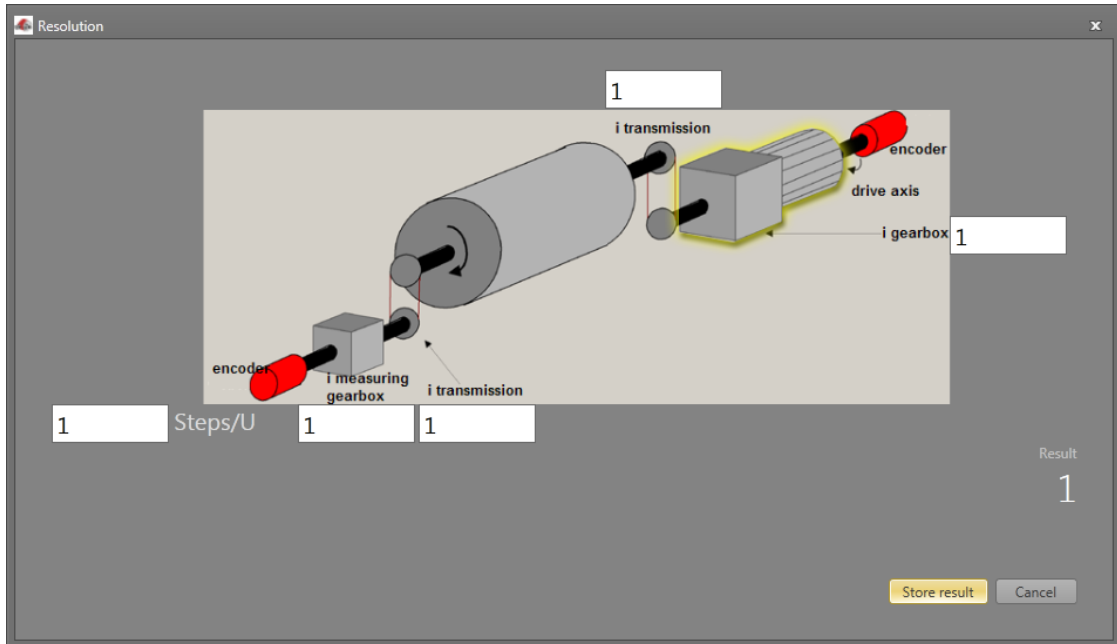 Resolution
x
1
i transmission
encoder
drive axis
i gearbox
1
encoder
i measuring
gearbox
i transmission
1
Steps/U
1
1
Result
1
Store result
Cancel